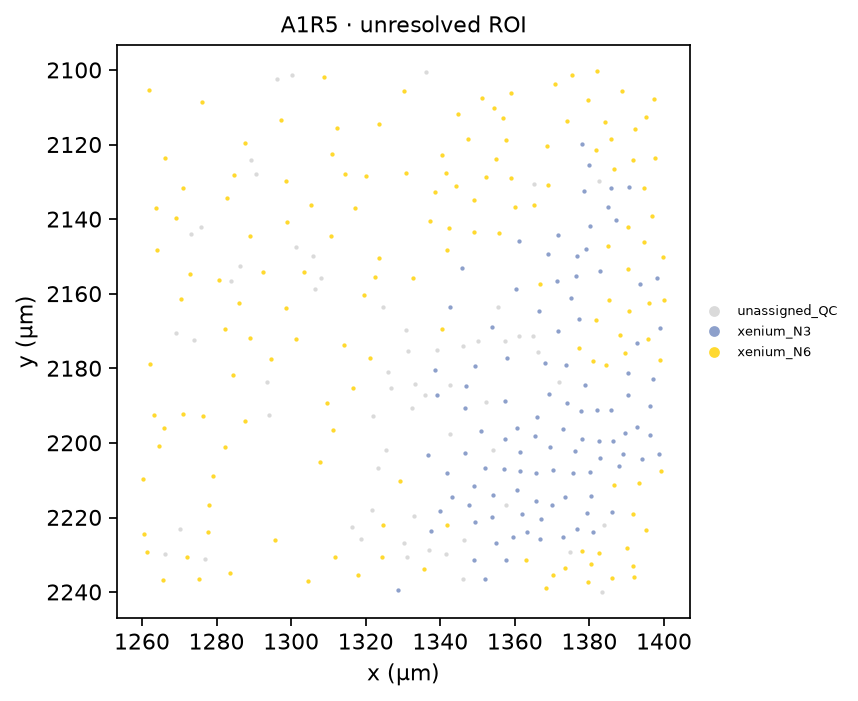 A1R5 · unresolved ROI
2100
2120
2140
2160
2180
2200
2220
2240
y (μm)
1260 1280 1300 1320 1340 1360 1380 1400
x (μm)
unassigned_QC
xenium_N3
xenium_N6